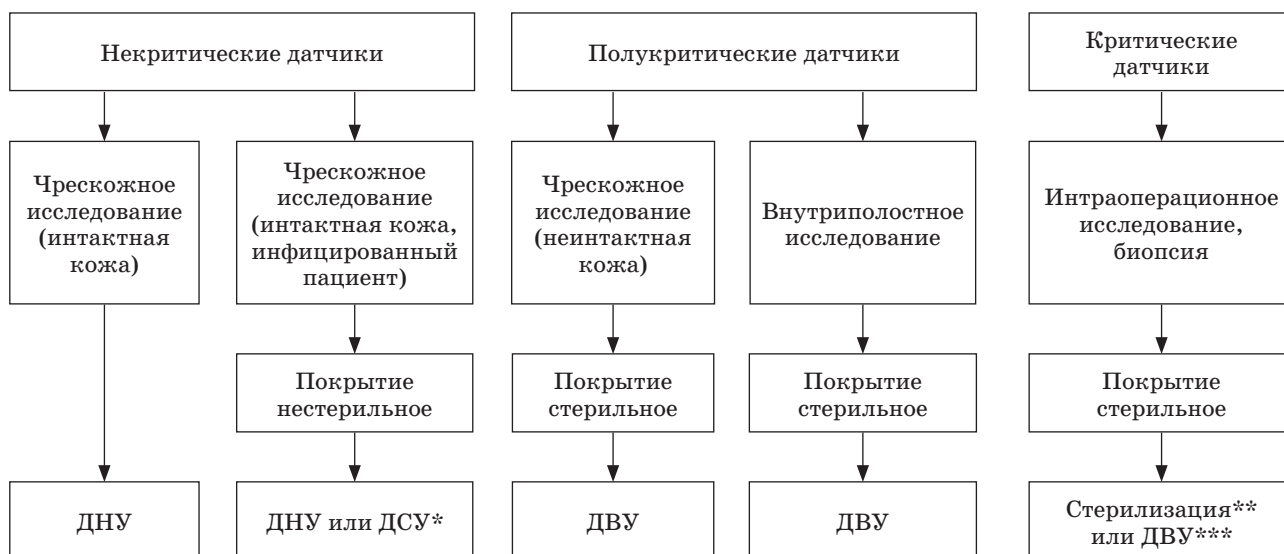 Некритические датчики
Полукритические датчики
Критические
датчики
Чрескожное
исследование
(интактная
кожа)
Чрескожное
исследование
(интактная кожа,
инфицированный
пациент)
Чрескожное
исследование
(неинтактная
кожа)
Внутриполостное
исследование
Интраоперационное
исследование,
биопсия
Покрытие
нестерильное
Покрытие
стерильное
Покрытие
стерильное
Покрытие
стерильное
ДНУ
ДНУ или ДСУ*
ДВУ
ДВУ
Стерилизация**
или ДВУ***